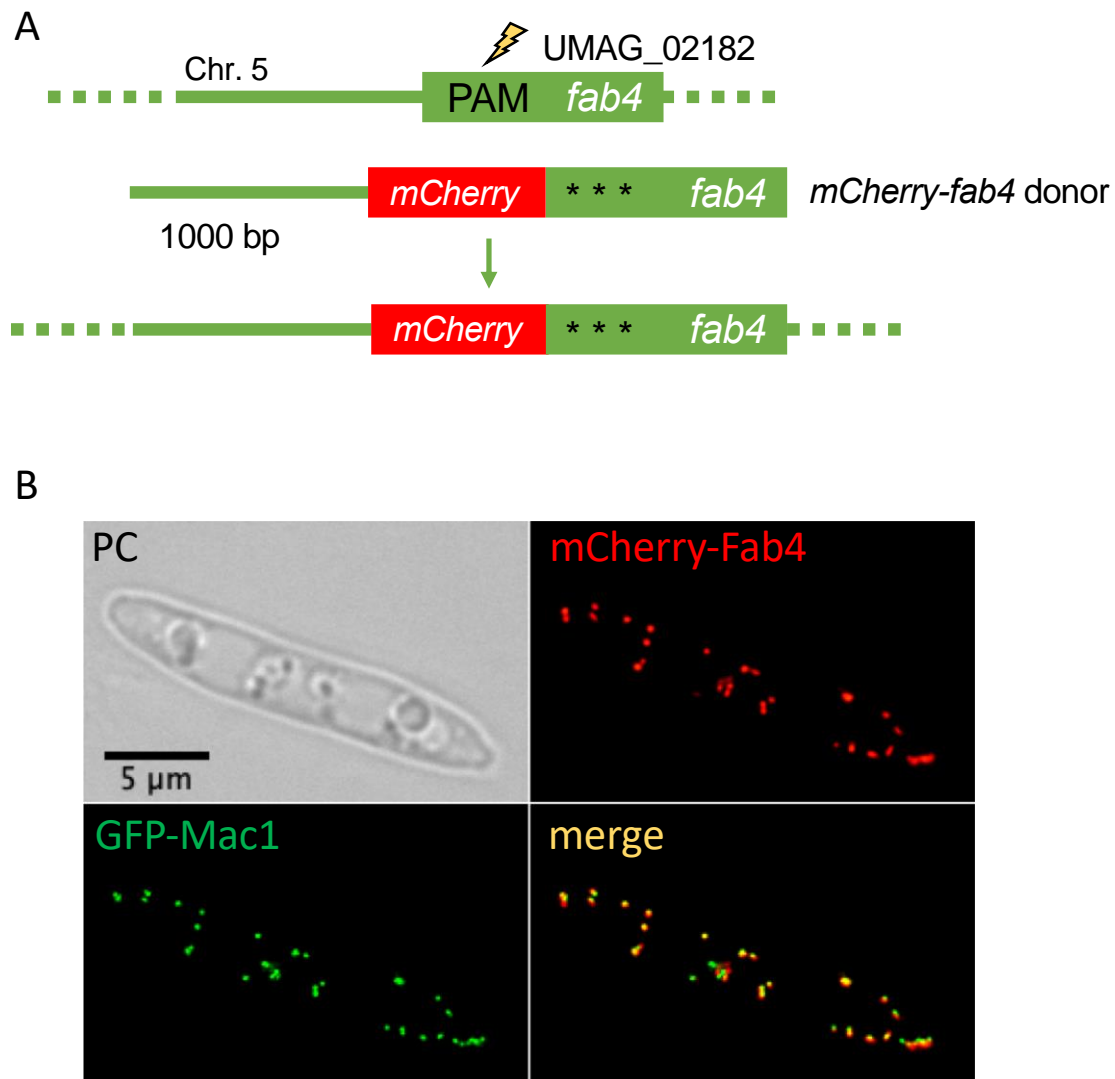 A
UMAG_02182
Chr. 5
PAM fab4
mCherry * * * fab4 mCherry-fab4 donor
1000 bp
mCherry * * * fab4
B
PC mCherry-Fab4
5 µm
GFP-Mac1 merge